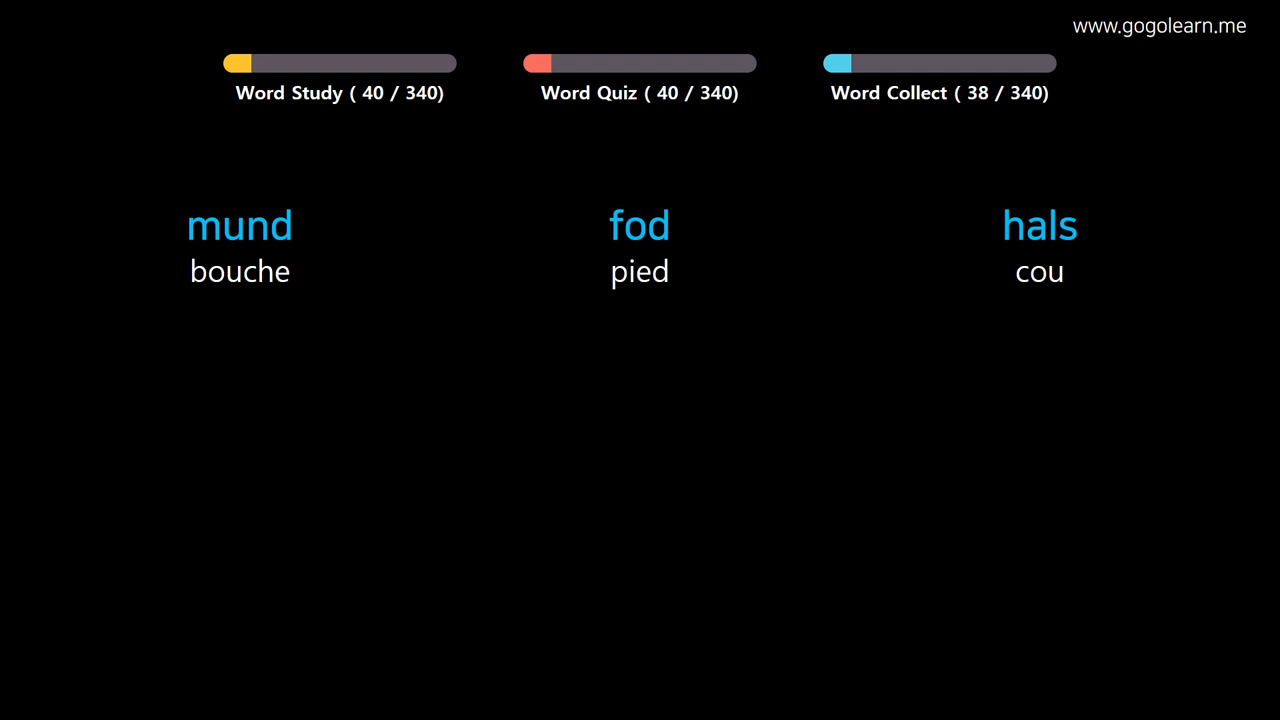 www.gogolearn.me
Word Study ( 40 / 340) Word Quiz ( 40 / 340) Word Collect ( 38 / 340)
mund fod hals
bouche pied cou